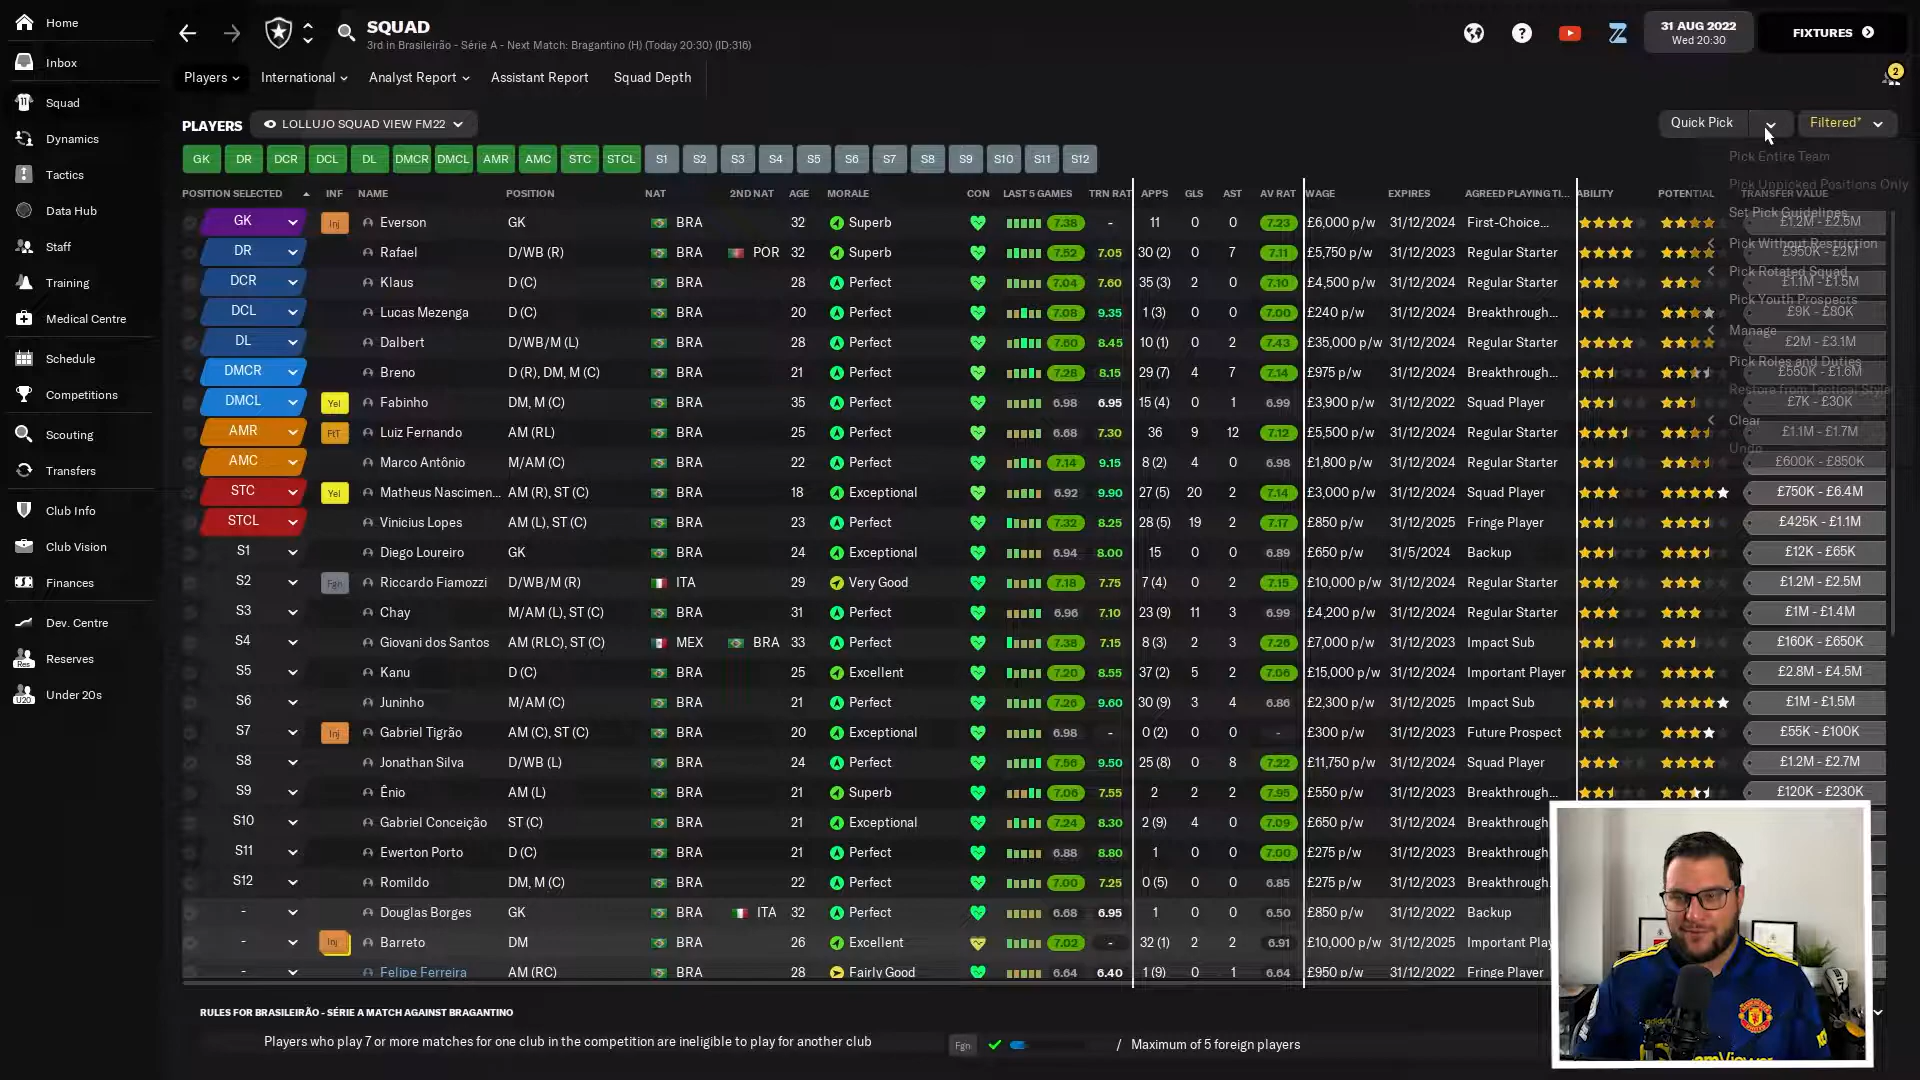 Home
Inbox
Squad
Dynamics
Tactics
Data Hub
Staff
Training
Medical Centre
Schedule
Competitions
Scouting
Transfers
Club Info
Club Vision
Finances
Dev. Centre
Reserves
Under 20s
SQUAD
3rd in Brasileirão - Série A - Next Match: Bragantino (H) (Today 20:30) (ID:316)
31 AUG 2022
Wed 20:30
FIXTURES
2
Players International Analyst Report Assistant Report Squad Depth
PLAYERS LOLLUJO SQUAD VIEW FM22
Quick Pick Filtered*
Pick Entire Team
Pick Unpicked Positions Only
Set Pick Guidelines
Pick Without Restriction
Pick Rotated Squad
Pick Youth Prospects
Manage
Pick Roles and Duties
Restore from Tactical Style
Clear
Undo
GK DR DCR DCL DL DMCR DMCL AMR AMC STC STCL S1 S2 S3 S4 S5 S6 S7 S8 S9 S10 S11 S12
POSITION SELECTED INF NAME POSITION NAT 2ND NAT AGE MORALE CON LAST 5 GAMES TRN RAT APPS GLS AST AV RAT WAGE EXPIRES AGREED PLAYING TI... ABILITY POTENTIAL TRANSFER VALUE
GK Inj Everson GK BRA 32 Superb 7.38 - 11 0 0 7.23 £6,000 p/w 31/12/2024 First-Choice... £1.2M - £2.5M
DR Rafael D/WB (R) BRA POR 32 Superb 7.52 7.05 30 (2) 0 7 7.11 £5,750 p/w 31/12/2024 Regular Starter £950K - £2M
DCR Klaus D (C) BRA 28 Perfect 7.04 7.60 35 (3) 2 0 7.10 £4,500 p/w 31/12/2024 Regular Starter £1.1M - £1.5M
DCL Lucas Mezenga D (C) BRA 20 Perfect 7.08 9.35 1 (3) 0 0 7.00 £240 p/w 31/12/2024 Breakthrough... £9K - £80K
DL Dalbert D/WB/M (L) BRA 28 Perfect 7.60 8.45 10 (1) 0 2 7.43 £35,000 p/w 31/12/2024 Regular Starter £2M - £3.1M
DMCR Breno D (R), DM, M (C) BRA 21 Perfect 7.28 8.15 29 (7) 4 7 7.14 £975 p/w 31/12/2024 Breakthrough... £550K - £1.6M
DMCL Yel Fabinho DM, M (C) BRA 35 Perfect 6.98 6.95 15 (4) 0 1 6.99 £3,900 p/w 31/12/2022 Squad Player £7K - £30K
AMR FtT Luiz Fernando AM (RL) BRA 25 Perfect 6.68 7.30 36 9 12 7.12 £5,500 p/w 31/12/2024 Regular Starter £1.1M - £1.7M
AMC Marco Antônio M/AM (C) BRA 22 Perfect 7.14 9.15 8 (2) 4 0 6.98 £1,800 p/w 31/12/2024 Regular Starter £600K - £850K
STC Yel Matheus Nascimen... AM (R), ST (C) BRA 18 Exceptional 6.92 9.90 27 (5) 20 2 7.14 £3,000 p/w 31/12/2024 Squad Player £750K - £6.4M
STCL Vinicius Lopes AM (L), ST (C) BRA 23 Perfect 7.32 8.25 28 (5) 19 2 7.17 £850 p/w 31/12/2025 Fringe Player £425K - £1.1M
S1 Diego Loureiro GK BRA 24 Exceptional 6.94 8.00 15 0 0 6.89 £650 p/w 31/5/2024 Backup £12K - £65K
S2 Fgn Riccardo Fiamozzi D/WB/M (R) ITA 29 Very Good 7.18 7.75 7 (4) 0 2 7.15 £10,000 p/w 31/12/2024 Regular Starter £1.2M - £2.5M
S3 Chay M/AM (L), ST (C) BRA 31 Perfect 6.96 7.10 23 (9) 11 3 6.99 £4,200 p/w 31/12/2024 Regular Starter £1M - £1.4M
S4 Giovani dos Santos AM (RLC), ST (C) MEX BRA 33 Perfect 7.38 7.15 8 (3) 2 3 7.26 £7,000 p/w 31/12/2023 Impact Sub £160K - £650K
S5 Kanu D (C) BRA 25 Excellent 7.20 8.55 37 (2) 5 2 7.06 £15,000 p/w 31/12/2024 Important Player £2.8M - £4.5M
S6 Juninho M/AM (C) BRA 21 Perfect 7.26 9.60 30 (9) 3 4 6.86 £2,300 p/w 31/12/2025 Impact Sub £1M - £1.5M
S7 Inj Gabriel Tigrão AM (C), ST (C) BRA 20 Exceptional 6.98 - 0 (2) 0 0 - £300 p/w 31/12/2023 Future Prospect £55K - £100K
S8 Jonathan Silva D/WB (L) BRA 24 Perfect 7.56 9.50 25 (8) 0 8 7.22 £11,750 p/w 31/12/2024 Squad Player £1.2M - £2.7M
S9 Ênio AM (L) BRA 21 Superb 7.06 7.55 2 2 2 7.95 £550 p/w 31/12/2023 Breakthrough... £120K - £230K
S10 Gabriel Conceição ST (C) BRA 21 Exceptional 7.24 8.30 2 (9) 4 0 7.09 £650 p/w 31/12/2024 Breakthrough
S11 Ewerton Porto D (C) BRA 21 Perfect 6.88 8.80 1 0 0 7.00 £275 p/w 31/12/2023 Breakthrough
S12 Romildo DM, M (C) BRA 22 Perfect 7.00 7.25 0 (5) 0 0 6.85 £275 p/w 31/12/2023 Breakthrough
- Douglas Borges GK BRA ITA 32 Perfect 6.68 6.95 1 0 0 6.50 £850 p/w 31/12/2022 Backup
- Inj Barreto DM BRA 26 Excellent 7.02 - 32 (1) 2 2 6.91 £10,000 p/w 31/12/2025 Important Play
- Felipe Ferreira AM (RC) BRA 28 Fairly Good 6.64 6.40 1 (9) 0 1 6.64 £950 p/w 31/12/2022 Fringe Player
RULES FOR BRASILEIRÃO - SÉRIE A MATCH AGAINST BRAGANTINO
Players who play 7 or more matches for one club in the competition are ineligible to play for another club Fgn / Maximum of 5 foreign players